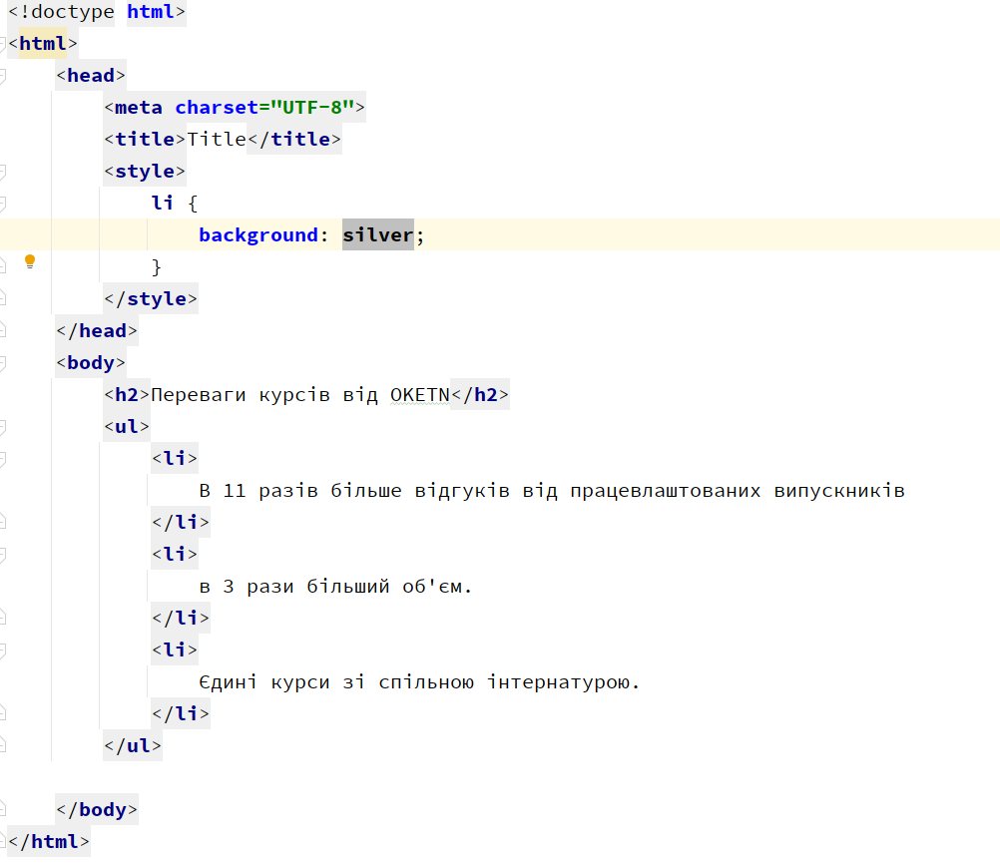 <!doctype html>
<html>
<head>
<meta charset="UTF-8">
<title>Title</title>
<style>
li {
background: silver;
}
</style>
</head>
<body>
<h2>Переваги курсів від OKETN</h2>
<ul>
<li>
В 11 разів більше відгуків від працевлаштованих випускників
</li>
<li>
в 3 рази більший об'єм.
</li>
<li>
Єдині курси зі спільною інтернатурою.
</li>
</ul>
</body>
</html>